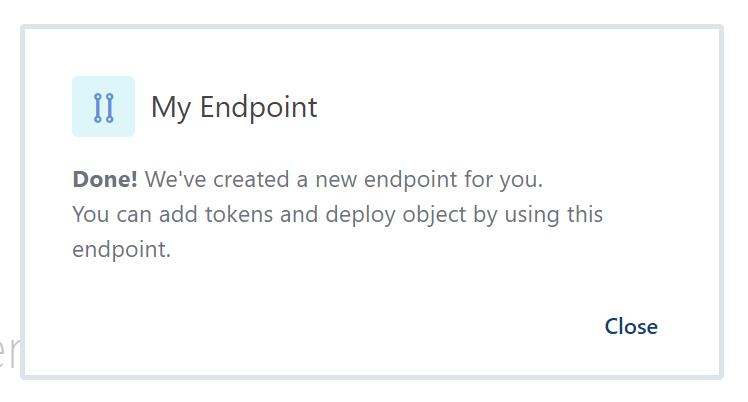 My Endpoint
Done! We've created a new endpoint for you.
You can add tokens and deploy object by using this
endpoint.
Close